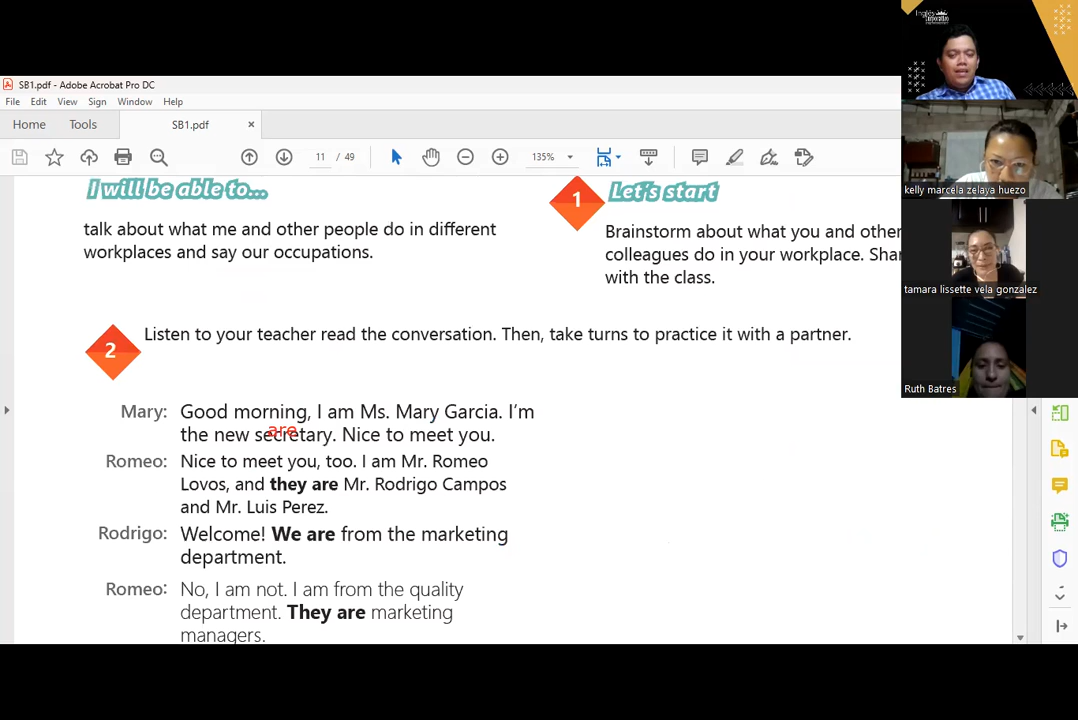 SB1.pdf - Adobe Acrobat Pro DC
File Edit View Sign Window Help
Home Tools SB1.pdf ×
11 / 49 135%
I will be able to...
talk about what me and other people do in different
workplaces and say our occupations.
1 Let's start
Brainstorm about what you and other
colleagues do in your workplace. Shar
with the class.
2 Listen to your teacher read the conversation. Then, take turns to practice it with a partner.
Mary: Good morning, I am Ms. Mary Garcia. I'm
are
the new secretary. Nice to meet you.
Romeo: Nice to meet you, too. I am Mr. Romeo
Lovos, and they are Mr. Rodrigo Campos
and Mr. Luis Perez.
Rodrigo: Welcome! We are from the marketing
department.
Romeo: No, I am not. I am from the quality
department. They are marketing
managers.
Inglés
Corporativo
kelly marcela zelaya huezo
tamara lissette vela gonzalez
Ruth Batres